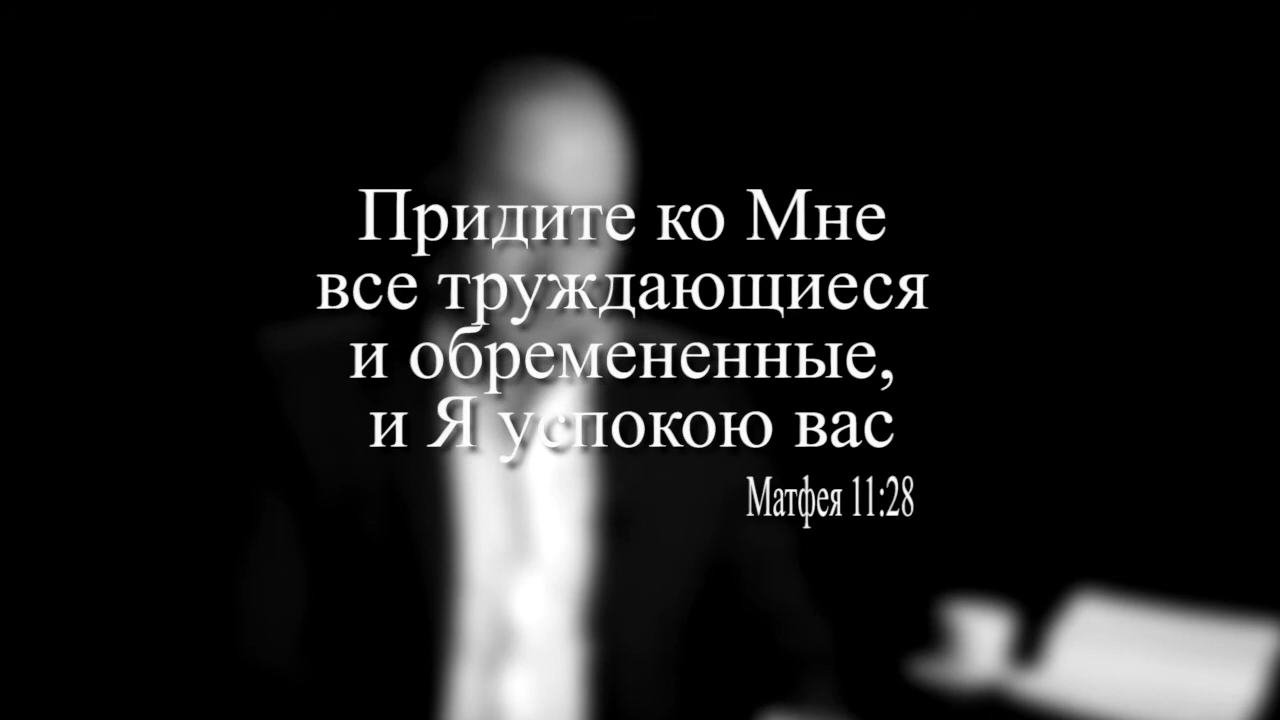 Придите ко Мне
все труждающиеся
и обремененные,
и Я успокою вас
Матфея 11:28